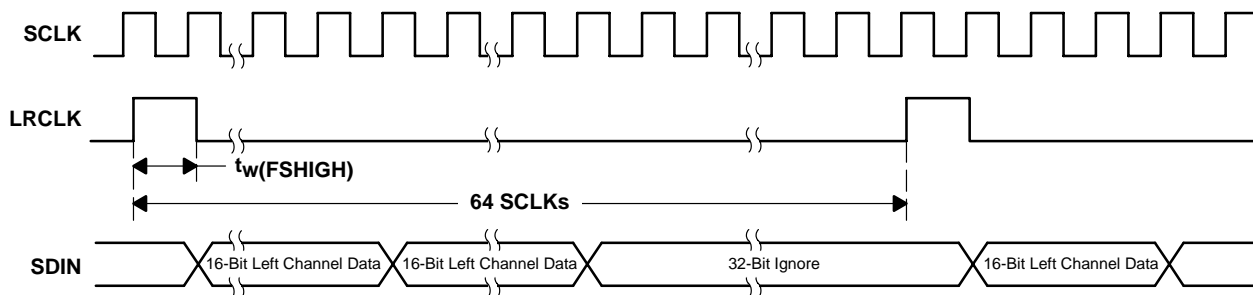 SCLK
LRCLK
tw(FSHIGH)
64 SCLKs
SDIN
16-Bit Left Channel Data
16-Bit Left Channel Data
32-Bit Ignore
16-Bit Left Channel Data